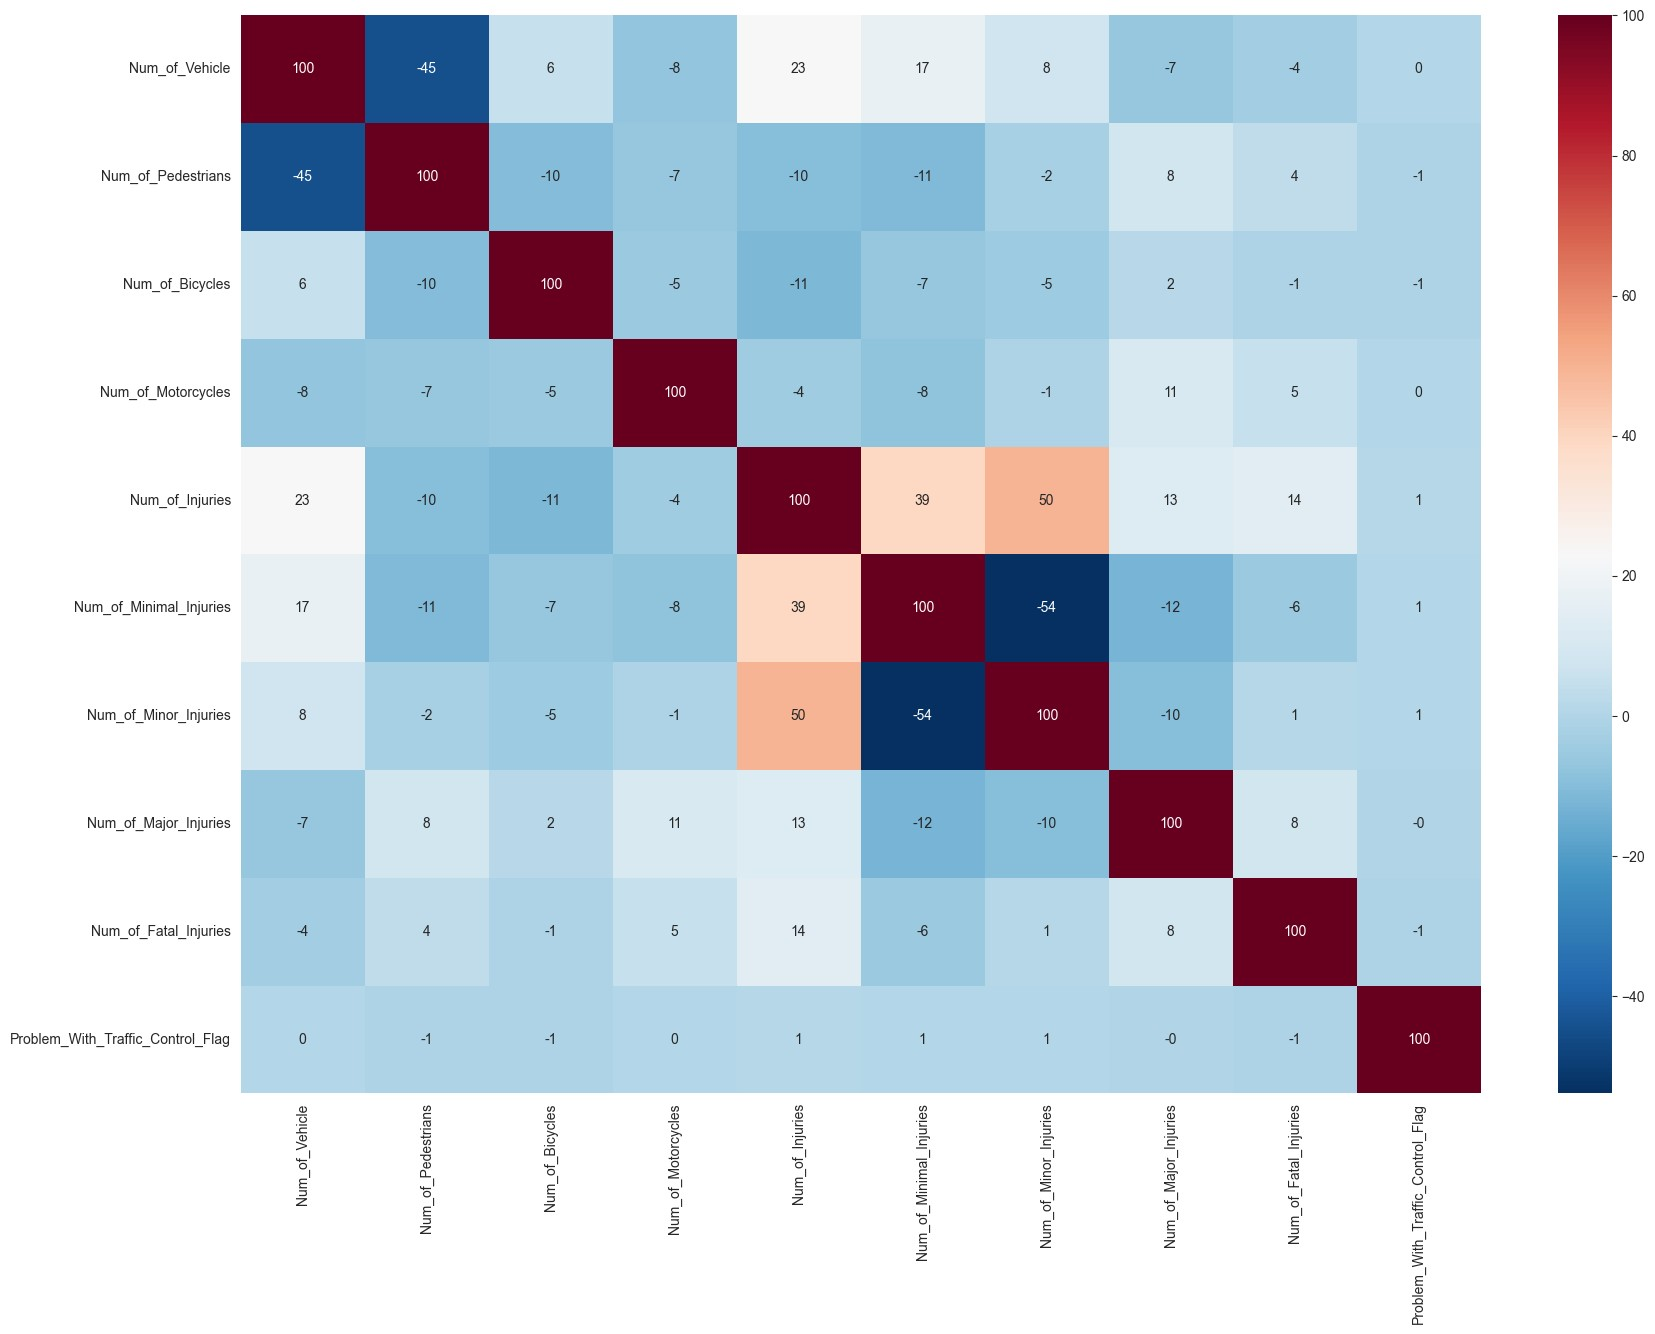 Num_of_Vehicle 100 -45 6 -8 23 17 8 -7 -4 0
Num_of_Pedestrians -45 100 -10 -7 -10 -11 -2 8 4 -1
Num_of_Bicycles 6 -10 100 -5 -11 -7 -5 2 -1 -1
Num_of_Motorcycles -8 -7 -5 100 -4 -8 -1 11 5 0
Num_of_Injuries 23 -10 -11 -4 100 39 50 13 14 1
Num_of_Minimal_Injuries 17 -11 -7 -8 39 100 -54 -12 -6 1
Num_of_Minor_Injuries 8 -2 -5 -1 50 -54 100 -10 1 1
Num_of_Major_Injuries -7 8 2 11 13 -12 -10 100 8 -0
Num_of_Fatal_Injuries -4 4 -1 5 14 -6 1 8 100 -1
Problem_With_Traffic_Control_Flag 0 -1 -1 0 1 1 1 -0 -1 100
Num_of_Vehicle
Num_of_Pedestrians
Num_of_Bicycles
Num_of_Motorcycles
Num_of_Injuries
Num_of_Minimal_Injuries
Num_of_Minor_Injuries
Num_of_Major_Injuries
Num_of_Fatal_Injuries
Problem_With_Traffic_Control_Flag
100
80
60
40
20
0
−20
−40